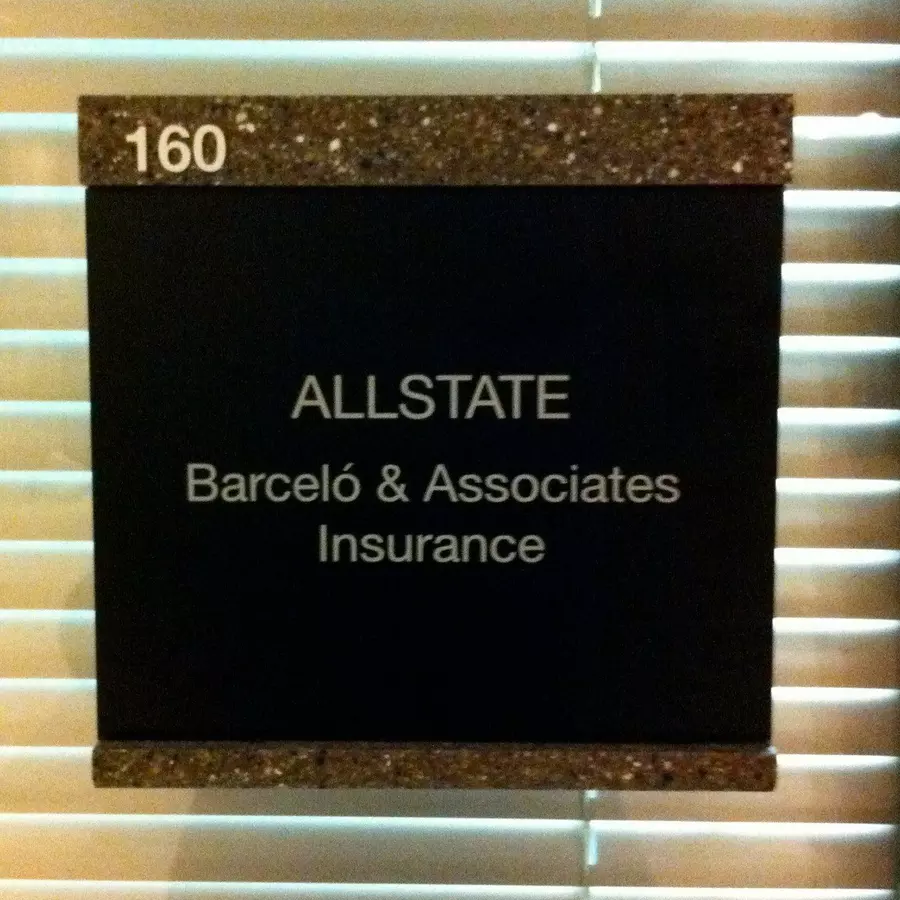 160
ALLSTATE
Barceló & Associates
Insurance